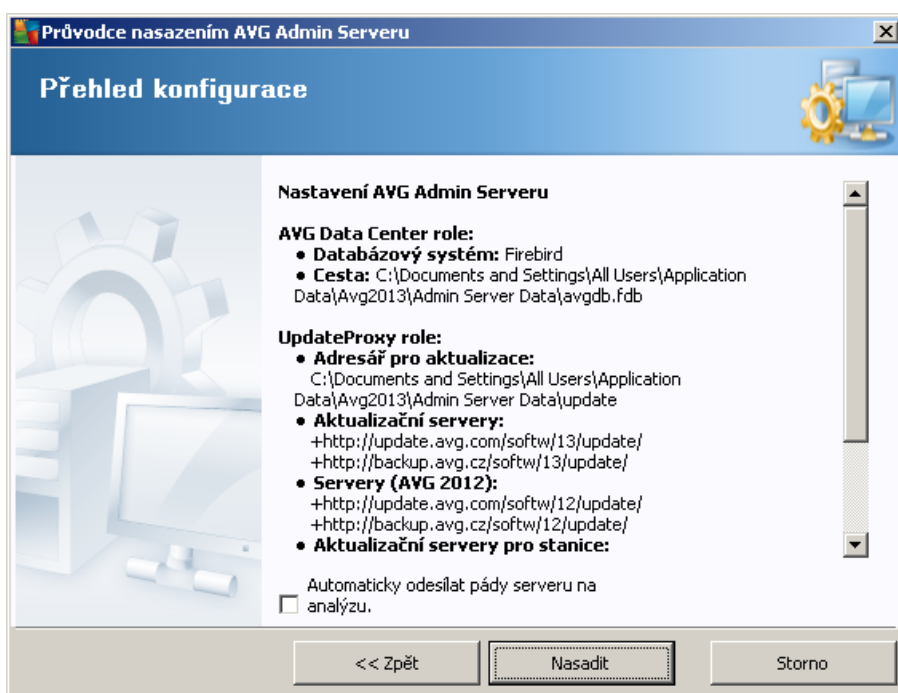 Průvodce nasazením AVG Admin Serveru
Přehled konfigurace
Nastavení AVG Admin Serveru
AVG Data Center role:
• Databázový systém: Firebird
• Cesta: C:\Documents and Settings\All Users\Application
Data\Avg2013\Admin Server Data\avgdb.fdb
UpdateProxy role:
• Adresář pro aktualizace:
C:\Documents and Settings\All Users\Application
Data\Avg2013\Admin Server Data\update
• Aktualizační servery:
+http://update.avg.com/softw/13/update/
+http://backup.avg.cz/softw/13/update/
• Servery (AVG 2012):
+http://update.avg.com/softw/12/update/
+http://backup.avg.cz/softw/12/update/
• Aktualizační servery pro stanice:
Automaticky odesílat pády serveru na
analýzu.
<< Zpět
Nasadit
Storno